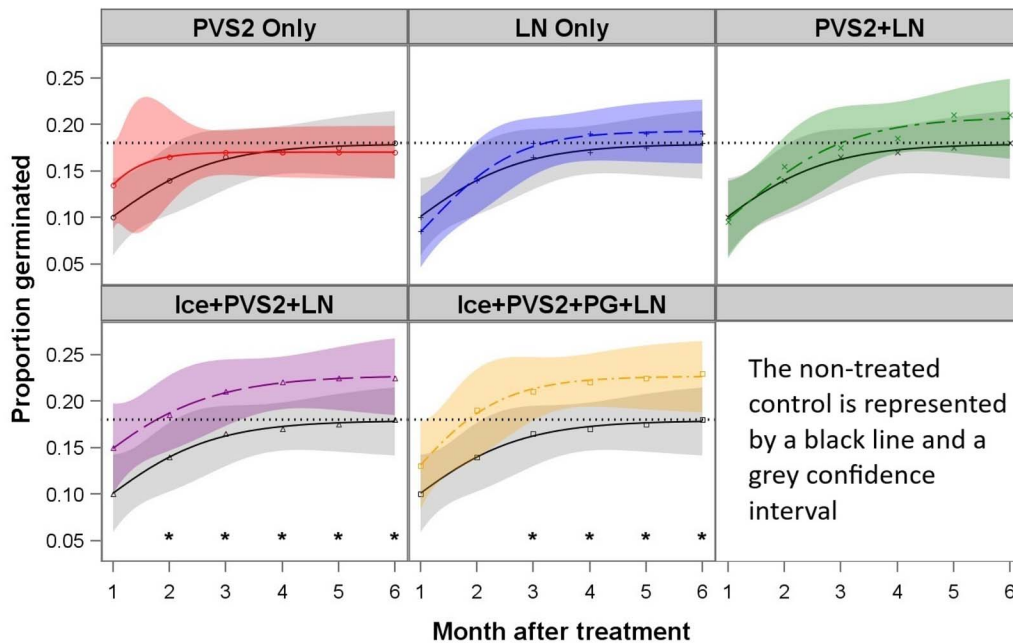 PVS2 Only
LN Only
PVS2+LN
0.25
0.20
0.15
0.10
0.05
Proportion germinated
Ice+PVS2+LN
Ice+PVS2+PG+LN
0.25
0.20
0.15
0.10
0.05
The non-treated
control is represented
by a black line and a
grey confidence
interval
* * * * *
* * * *
1 2 3 4 5 6
1 2 3 4 5 6
1 2 3 4 5 6
Month after treatment